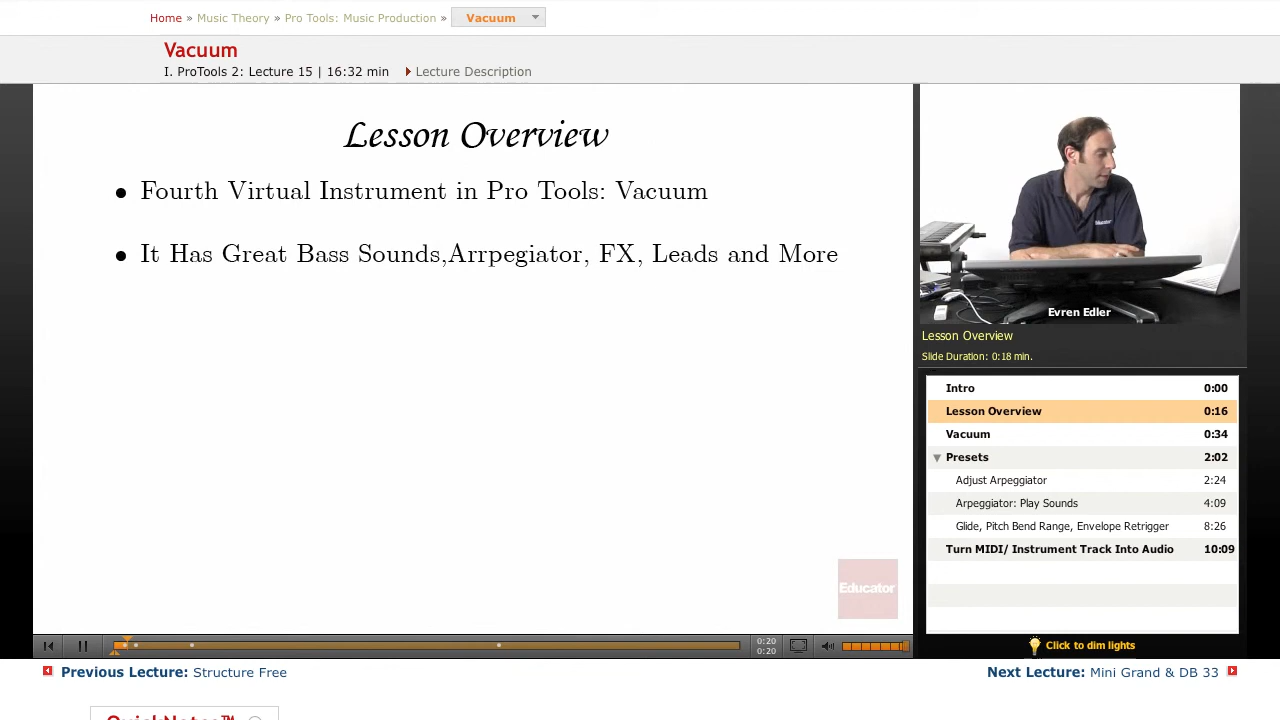 Home » Music Theory » Pro Tools: Music Production » Vacuum
Vacuum
I. ProTools 2: Lecture 15 | 16:32 min Lecture Description
Lesson Overview
• Fourth Virtual Instrument in Pro Tools: Vacuum
• It Has Great Bass Sounds,Arrpegiator, FX, Leads and More
Educator
0:20
0:20
Educator
Evren Edler
Lesson Overview
Slide Duration: 0:18 min.
Intro 0:00
Lesson Overview 0:16
Vacuum 0:34
Presets 2:02
Adjust Arpeggiator 2:24
Arpeggiator: Play Sounds 4:09
Glide, Pitch Bend Range, Envelope Retrigger 8:26
Turn MIDI/ Instrument Track Into Audio 10:09
Click to dim lights
Previous Lecture: Structure Free
Next Lecture: Mini Grand & DB 33
QuickNotes™